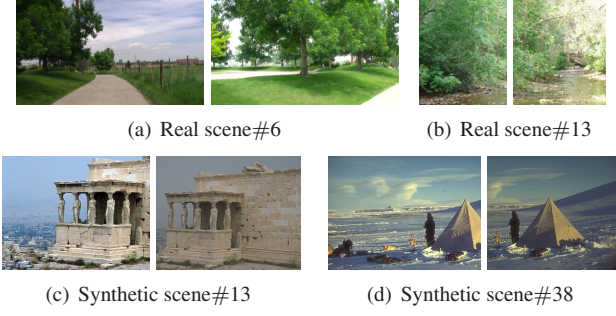 (a) Real scene#6
(b) Real scene#13
(c) Synthetic scene#13
(d) Synthetic scene#38